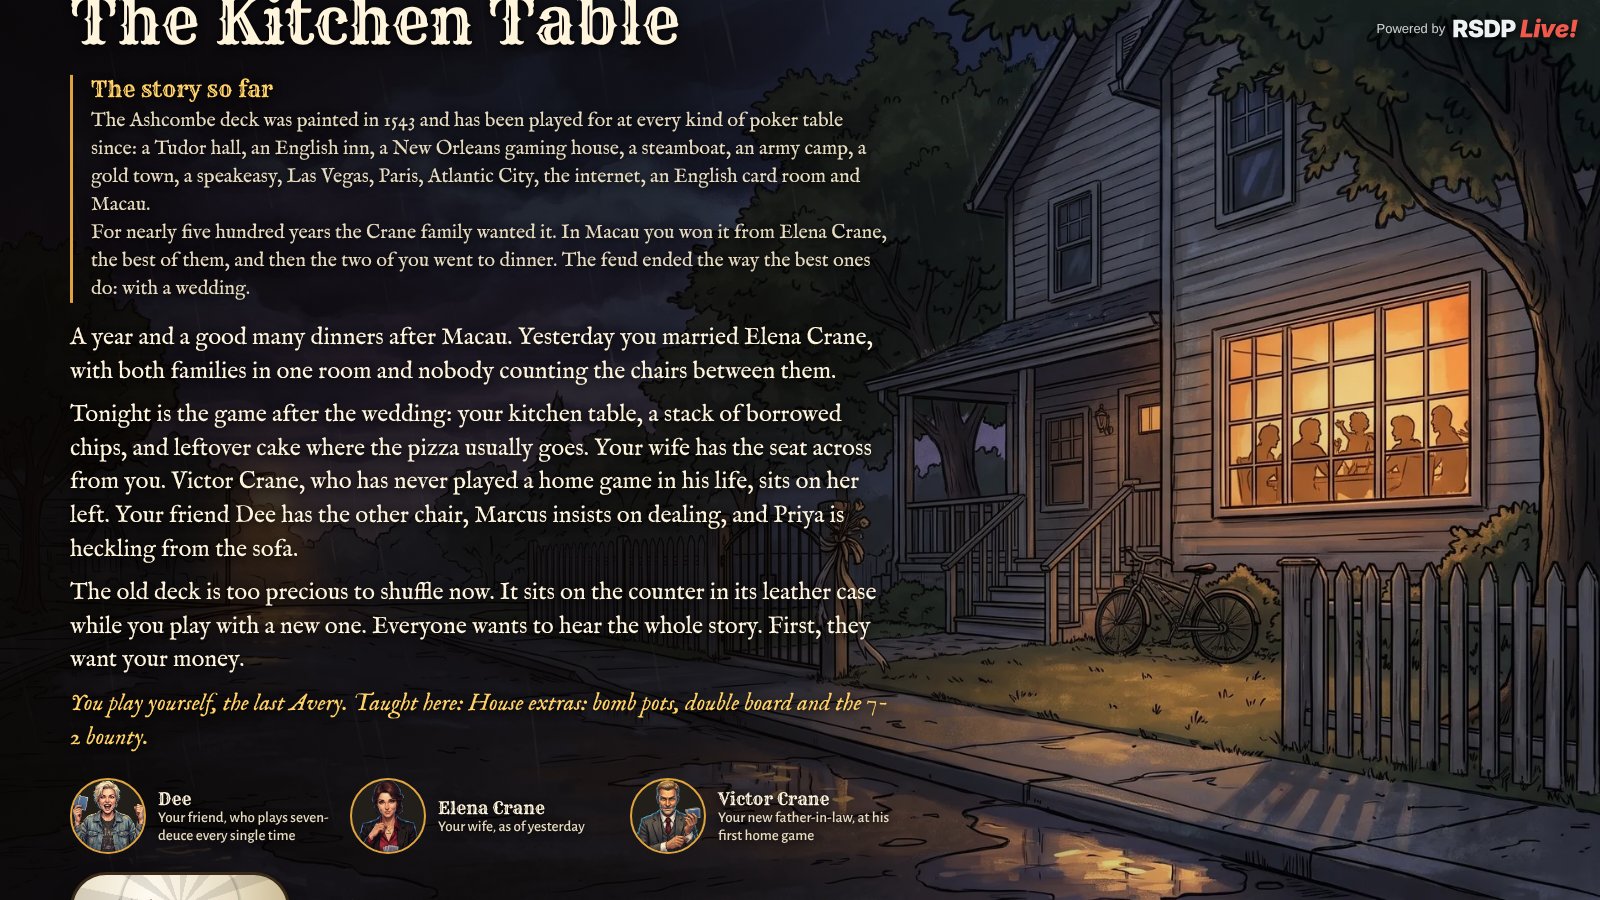 The Kitchen Table
Powered by RSDP Live!
The story so far
The Ashcombe deck was painted in 1543 and has been played for at every kind of poker table
since: a Tudor hall, an English inn, a New Orleans gaming house, a steamboat, an army camp, a
gold town, a speakeasy, Las Vegas, Paris, Atlantic City, the internet, an English card room and
Macau.
For nearly five hundred years the Crane family wanted it. In Macau you won it from Elena Crane,
the best of them, and then the two of you went to dinner. The feud ended the way the best ones
do: with a wedding.
A year and a good many dinners after Macau. Yesterday you married Elena Crane,
with both families in one room and nobody counting the chairs between them.
Tonight is the game after the wedding: your kitchen table, a stack of borrowed
chips, and leftover cake where the pizza usually goes. Your wife has the seat across
from you. Victor Crane, who has never played a home game in his life, sits on her
left. Your friend Dee has the other chair, Marcus insists on dealing, and Priya is
heckling from the sofa.
The old deck is too precious to shuffle now. It sits on the counter in its leather case
while you play with a new one. Everyone wants to hear the whole story. First, they
want your money.
You play yourself, the last Avery. Taught here: House extras: bomb pots, double board and the 7-
2 bounty.
Dee
Your friend, who plays seven-
deuce every single time
Elena Crane
Your wife, as of yesterday
Victor Crane
Your new father-in-law, at his
first home game